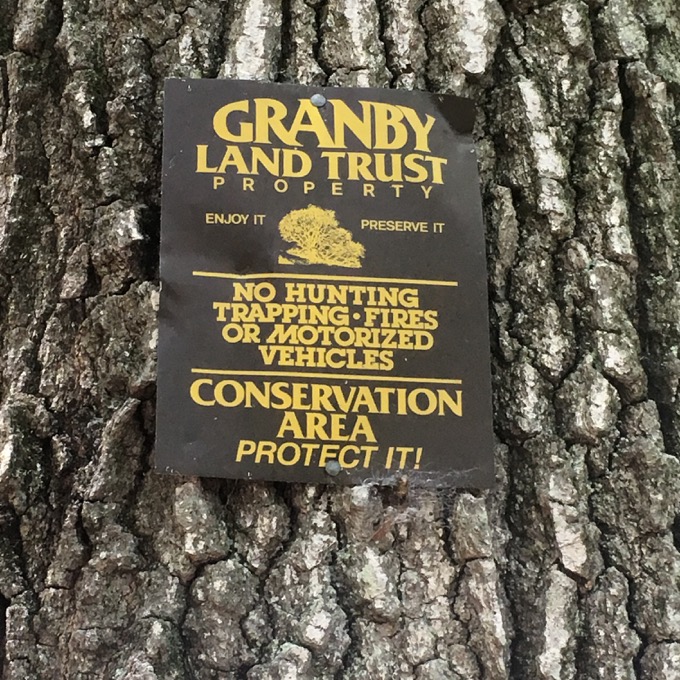 GRANBY
LAND TRUST
PROPERTY
ENJOY IT PRESERVE IT
NO HUNTING
TRAPPING • FIRES
OR MOTORIZED
VEHICLES
CONSERVATION
AREA
PROTECT IT!